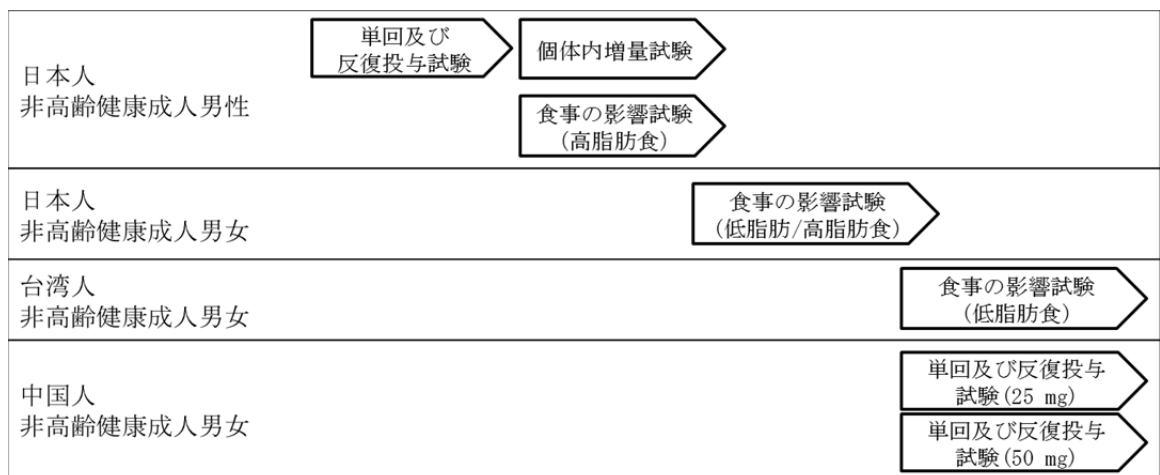 単回及び
反復投与試験
個体内増量試験
日本人
非高齢健康成人男性
食事の影響試験
(高脂肪食)
日本人
非高齢健康成人男女
食事の影響試験
(低脂肪/高脂肪食)
台湾人
非高齢健康成人男女
食事の影響試験
(低脂肪食)
中国人
非高齢健康成人男女
単回及び反復投与
試験(25 mg)
単回及び反復投与
試験(50 mg)